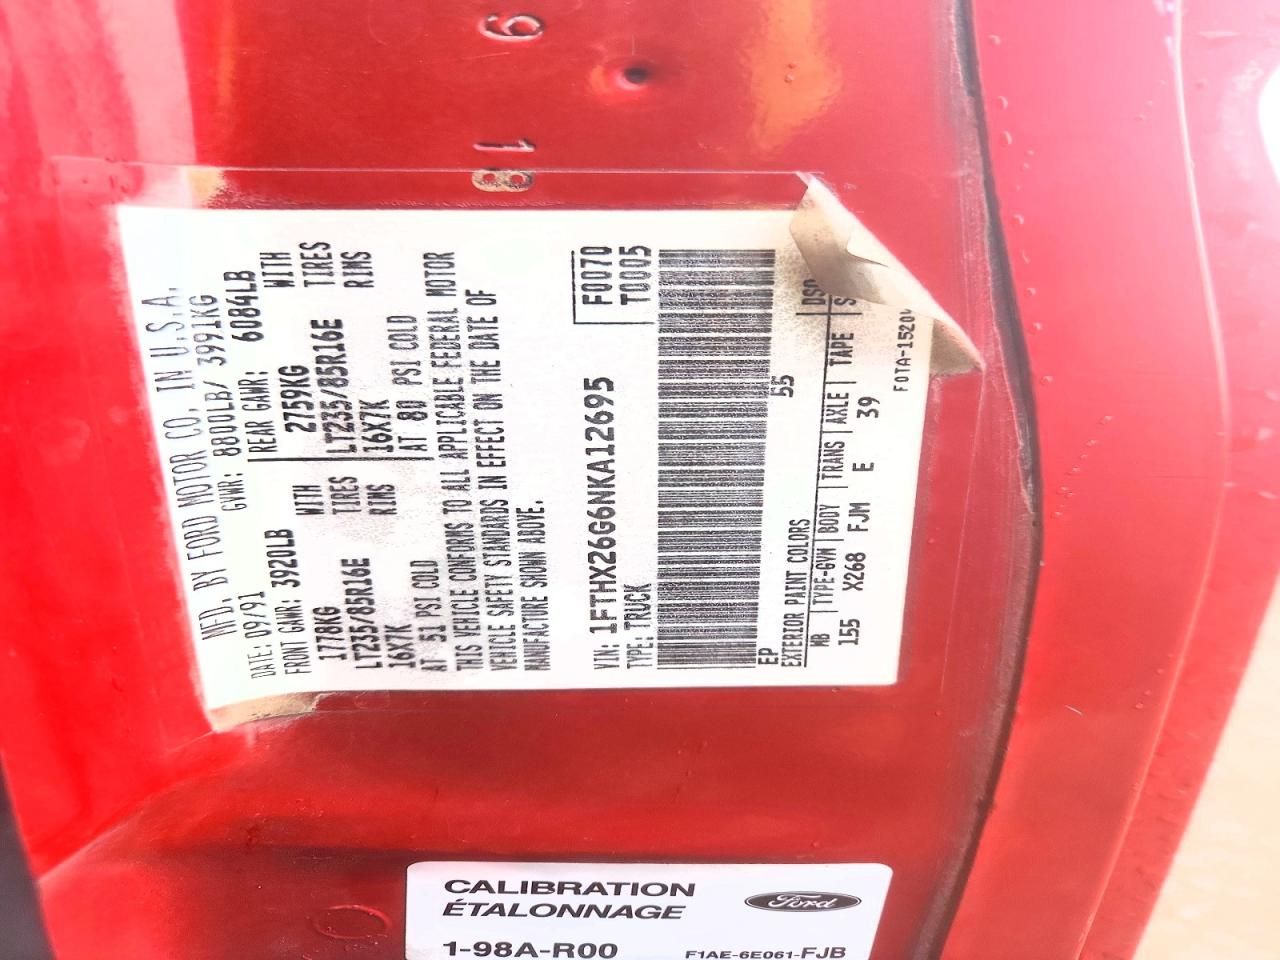 6
18
MFD. BY FORD MOTOR CO. IN U.S.A.
DATE: 09/91 GVWR: 8800LB/ 3991KG
FRONT GAWR: 3920LB REAR GAWR: 6084LB
1778KG WITH 2759KG WITH
LT235/85R16E TIRES LT235/85R16E TIRES
16X7K RIMS 16X7K RIMS
AT 51 PSI COLD AT 80 PSI COLD
THIS VEHICLE CONFORMS TO ALL APPLICABLE FEDERAL MOTOR
VEHICLE SAFETY STANDARDS IN EFFECT ON THE DATE OF
MANUFACTURE SHOWN ABOVE.
VIN: 1FTHX26G6NKA12695 F0070
TYPE: TRUCK T0005
EP 55
EXTERIOR PAINT COLORS DSO
WB TYPE-GVW BODY TRANS AXLE TAPE S
155 X268 FJM E 39
CALIBRATION
ÉTALONNAGE
Ford
1-98A-R00 F1AE-6E061-FJB